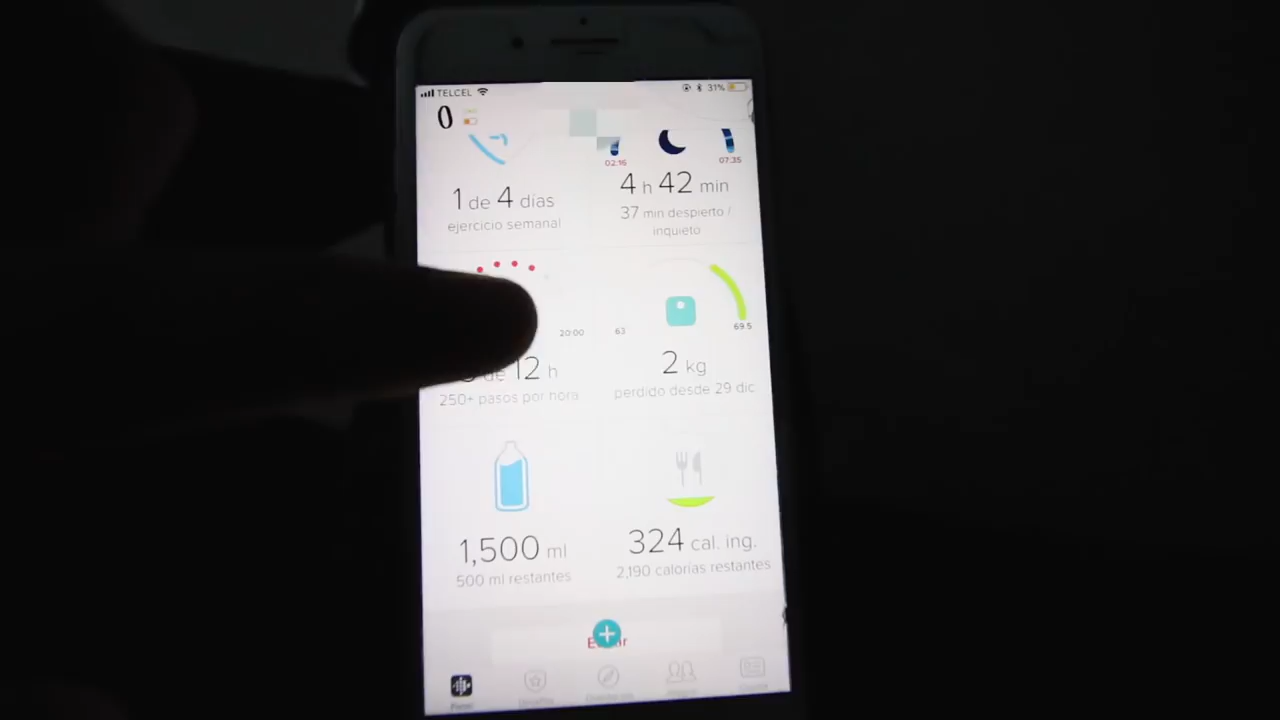 TELCEL
31%
0
02:16
07:35
1 de 4 días
4 h 42 min
ejercicio semanal
37 min despierto /
inquieto
20:00
63
69.5
de 12 h
2 kg
250+ pasos por hora
perdido desde 29 dic
1,500 ml
324 cal. ing.
500 ml restantes
2,190 calorías restantes